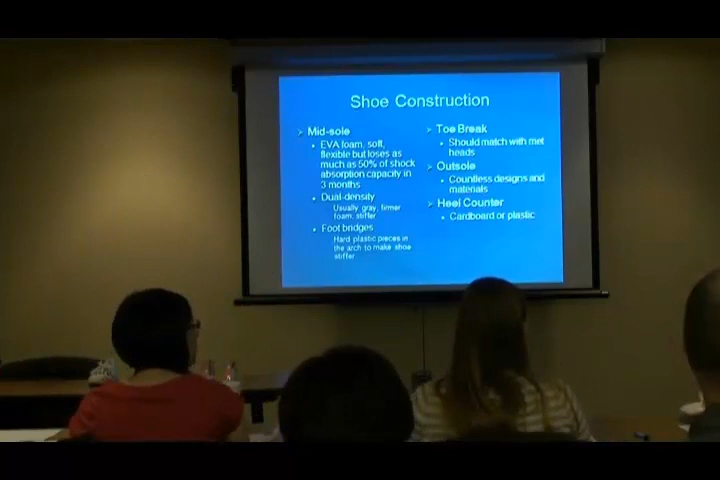 Shoe Construction
Mid-sole
EVA foam, soft,
flexible but loses as
much as 50% of shock
absorption capacity in
3 months
Dual-density
Usually gray, firmer
foam, stiffer
Foot bridges
Hard plastic pieces in
the arch to make shoe
stiffer
Toe Break
Should match with met
heads
Outsole
Countless designs and
materials
Heel Counter
Cardboard or plastic